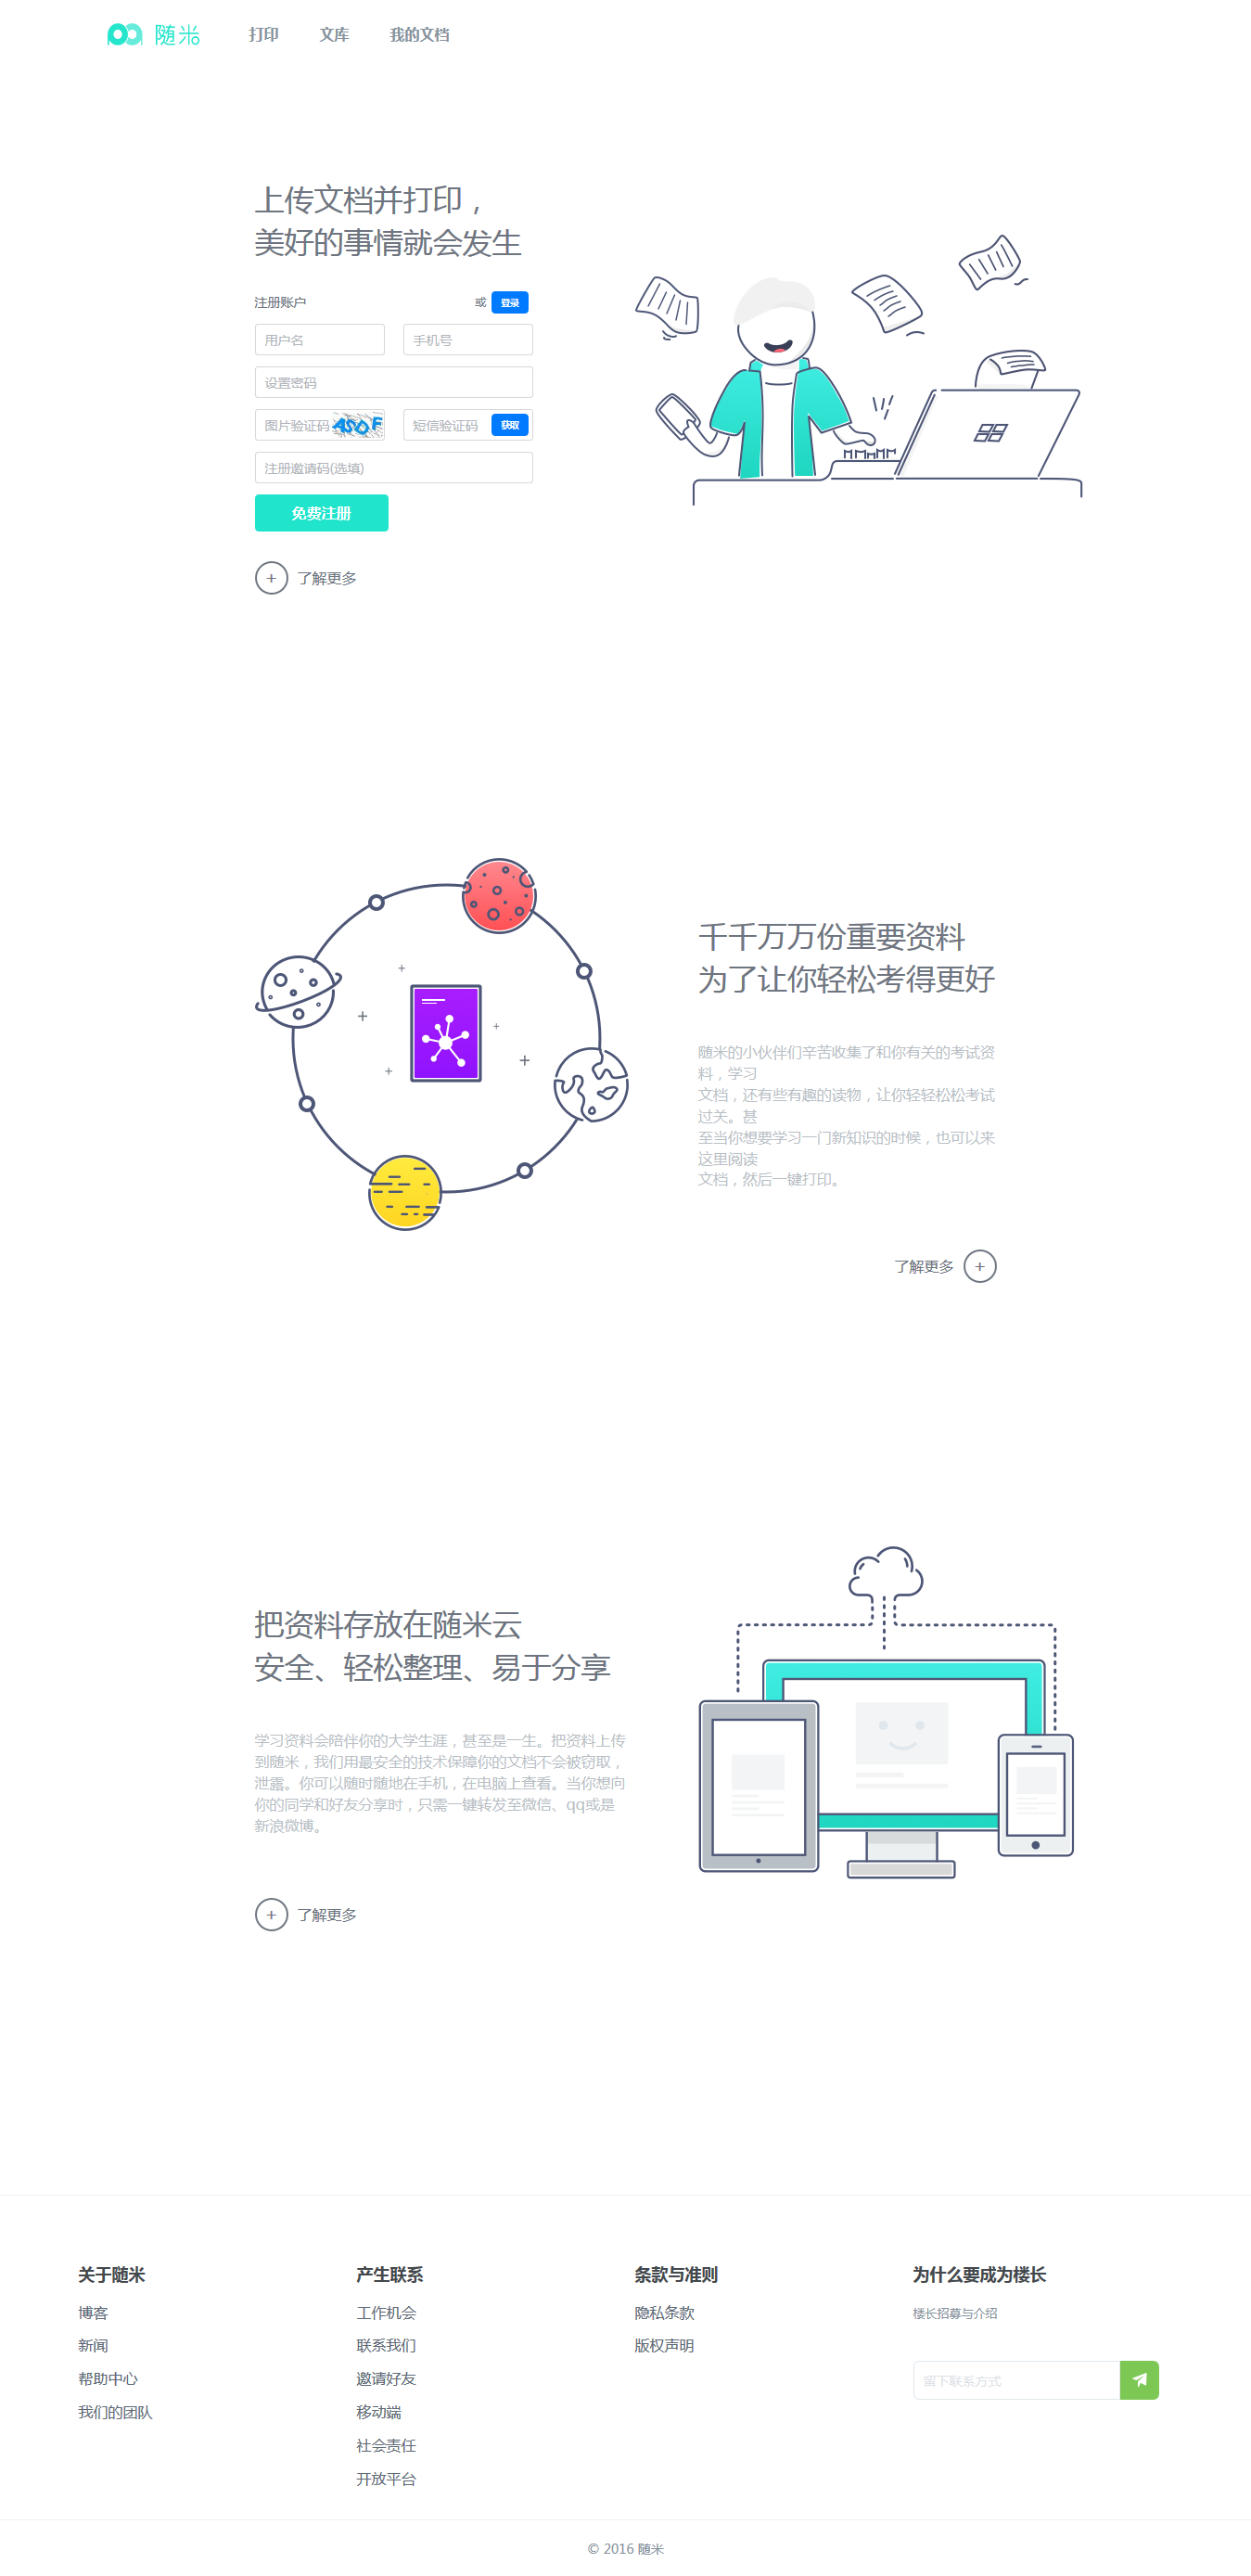 随米 打印 文库 我的文档
上传文档并打印，
美好的事情就会发生
注册账户 或 登录
用户名 手机号
设置密码
图片验证码 ASDF 短信验证码 获取
注册邀请码(选填)
免费注册
+ 了解更多
千千万万份重要资料
为了让你轻松考得更好
随米的小伙伴们辛苦收集了和你有关的考试资
料，学习
文档，还有些有趣的读物，让你轻轻松松考试
过关。甚
至当你想要学习一门新知识的时候，也可以来
这里阅读
文档，然后一键打印。
了解更多 +
把资料存放在随米云
安全、轻松整理、易于分享
学习资料会陪伴你的大学生涯，甚至是一生。把资料上传
到随米，我们用最安全的技术保障你的文档不会被窃取，
泄露。你可以随时随地在手机，在电脑上查看。当你想向
你的同学和好友分享时，只需一键转发至微信、qq或是
新浪微博。
+ 了解更多
关于随米
博客
新闻
帮助中心
我们的团队
产生联系
工作机会
联系我们
邀请好友
移动端
社会责任
开放平台
条款与准则
隐私条款
版权声明
为什么要成为楼长
楼长招募与介绍
留下联系方式
© 2016 随米